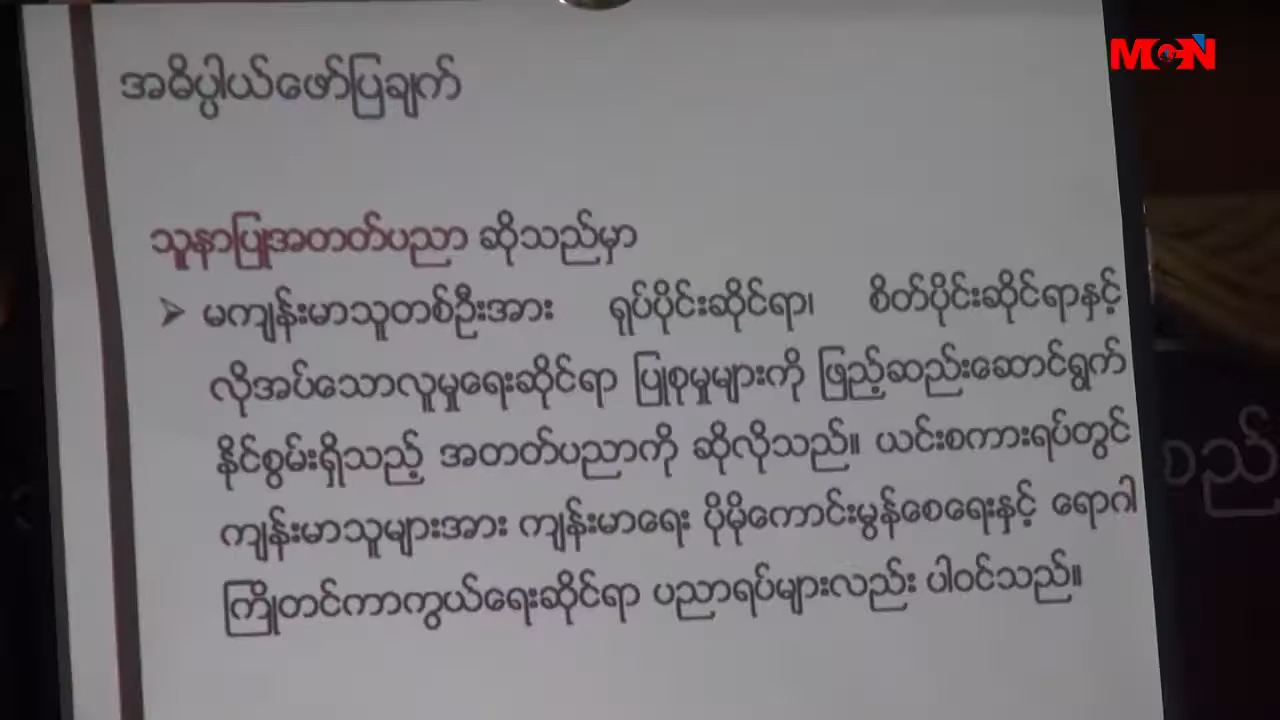 MCN
အဓိပ္ပါယ်ဖော်ပြချက်
သူနာပြုအတတ်ပညာ ဆိုသည်မှာ
➢ မကျန်းမာသူတစ်ဦးအား ရုပ်ပိုင်းဆိုင်ရာ၊ စိတ်ပိုင်းဆိုင်ရာနှင့်
လိုအပ်သောလူမှုရေးဆိုင်ရာ ပြုစုမှုများကို ဖြည့်ဆည်းဆောင်ရွက်
နိုင်စွမ်းရှိသည့် အတတ်ပညာကို ဆိုလိုသည်။ ယင်းစကားရပ်တွင်
ကျန်းမာသူများအား ကျန်းမာရေး ပိုမိုကောင်းမွန်စေရေးနှင့် ရောဂါ
ကြိုတင်ကာကွယ်ရေးဆိုင်ရာ ပညာရပ်များလည်း ပါဝင်သည်။